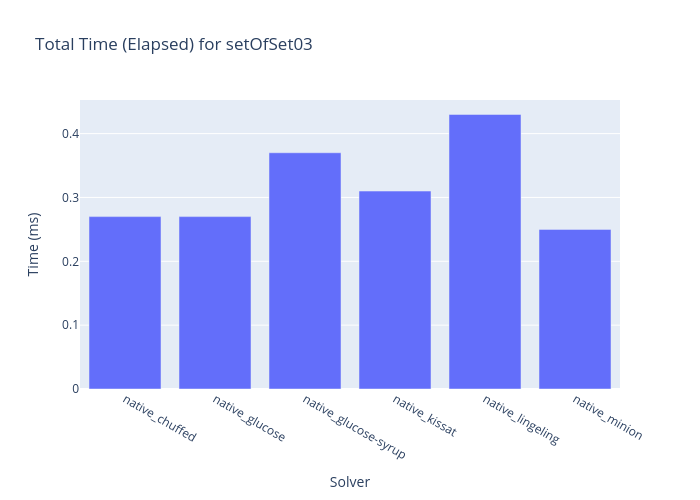 Total Time (Elapsed) for setOfSet03
Time (ms)
0.4
0.3
0.2
0.1
0
native_chuffed
native_glucose
native_glucose-syrup
native_kissat
native_lingeling
native_minion
Solver